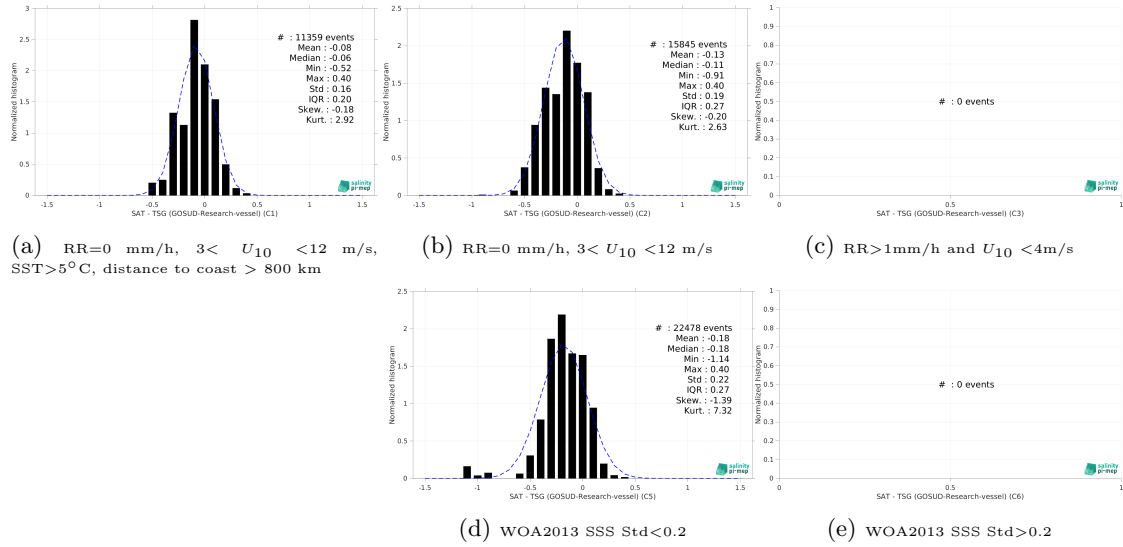 Normalized histogram
3
2.5
2
1.5
1
0.5
0
# : 11359 events
Mean : -0.08
Median : -0.06
Min : -0.52
Max : 0.40
Std : 0.16
IQR : 0.20
Skew. : -0.18
Kurt. : 2.92
salinity
pi-mep
-1.5 -1 -0.5 0 0.5 1 1.5
SAT - TSG (GOSUD-Research-vessel) (C1)
(a) RR=0 mm/h, 3< U10 <12 m/s,
SST>5°C, distance to coast > 800 km
Normalized histogram
2.5
2
1.5
1
0.5
0
# : 15845 events
Mean : -0.13
Median : -0.11
Min : -0.91
Max : 0.40
Std : 0.19
IQR : 0.27
Skew. : -0.20
Kurt. : 2.63
salinity
pi-mep
-1.5 -1 -0.5 0 0.5 1 1.5
SAT - TSG (GOSUD-Research-vessel) (C2)
(b) RR=0 mm/h, 3< U10 <12 m/s
Normalized histogram
1
0.9
0.8
0.7
0.6
0.5
0.4
0.3
0.2
0.1
0
# : 0 events
salinity
pi-mep
0.5 1
SAT - TSG (GOSUD-Research-vessel) (C3)
(c) RR>1mm/h and U10 <4m/s
Normalized histogram
2.5
2
1.5
1
0.5
0
# : 22478 events
Mean : -0.18
Median : -0.18
Min : -1.14
Max : 0.40
Std : 0.22
IQR : 0.27
Skew. : -1.39
Kurt. : 7.32
salinity
pi-mep
-1.5 -1 -0.5 0 0.5 1 1.5
SAT - TSG (GOSUD-Research-vessel) (C5)
(d) WOA2013 SSS Std<0.2
Normalized histogram
1
0.9
0.8
0.7
0.6
0.5
0.4
0.3
0.2
0.1
0
# : 0 events
salinity
pi-mep
0.5 1
SAT - TSG (GOSUD-Research-vessel) (C6)
(e) WOA2013 SSS Std>0.2